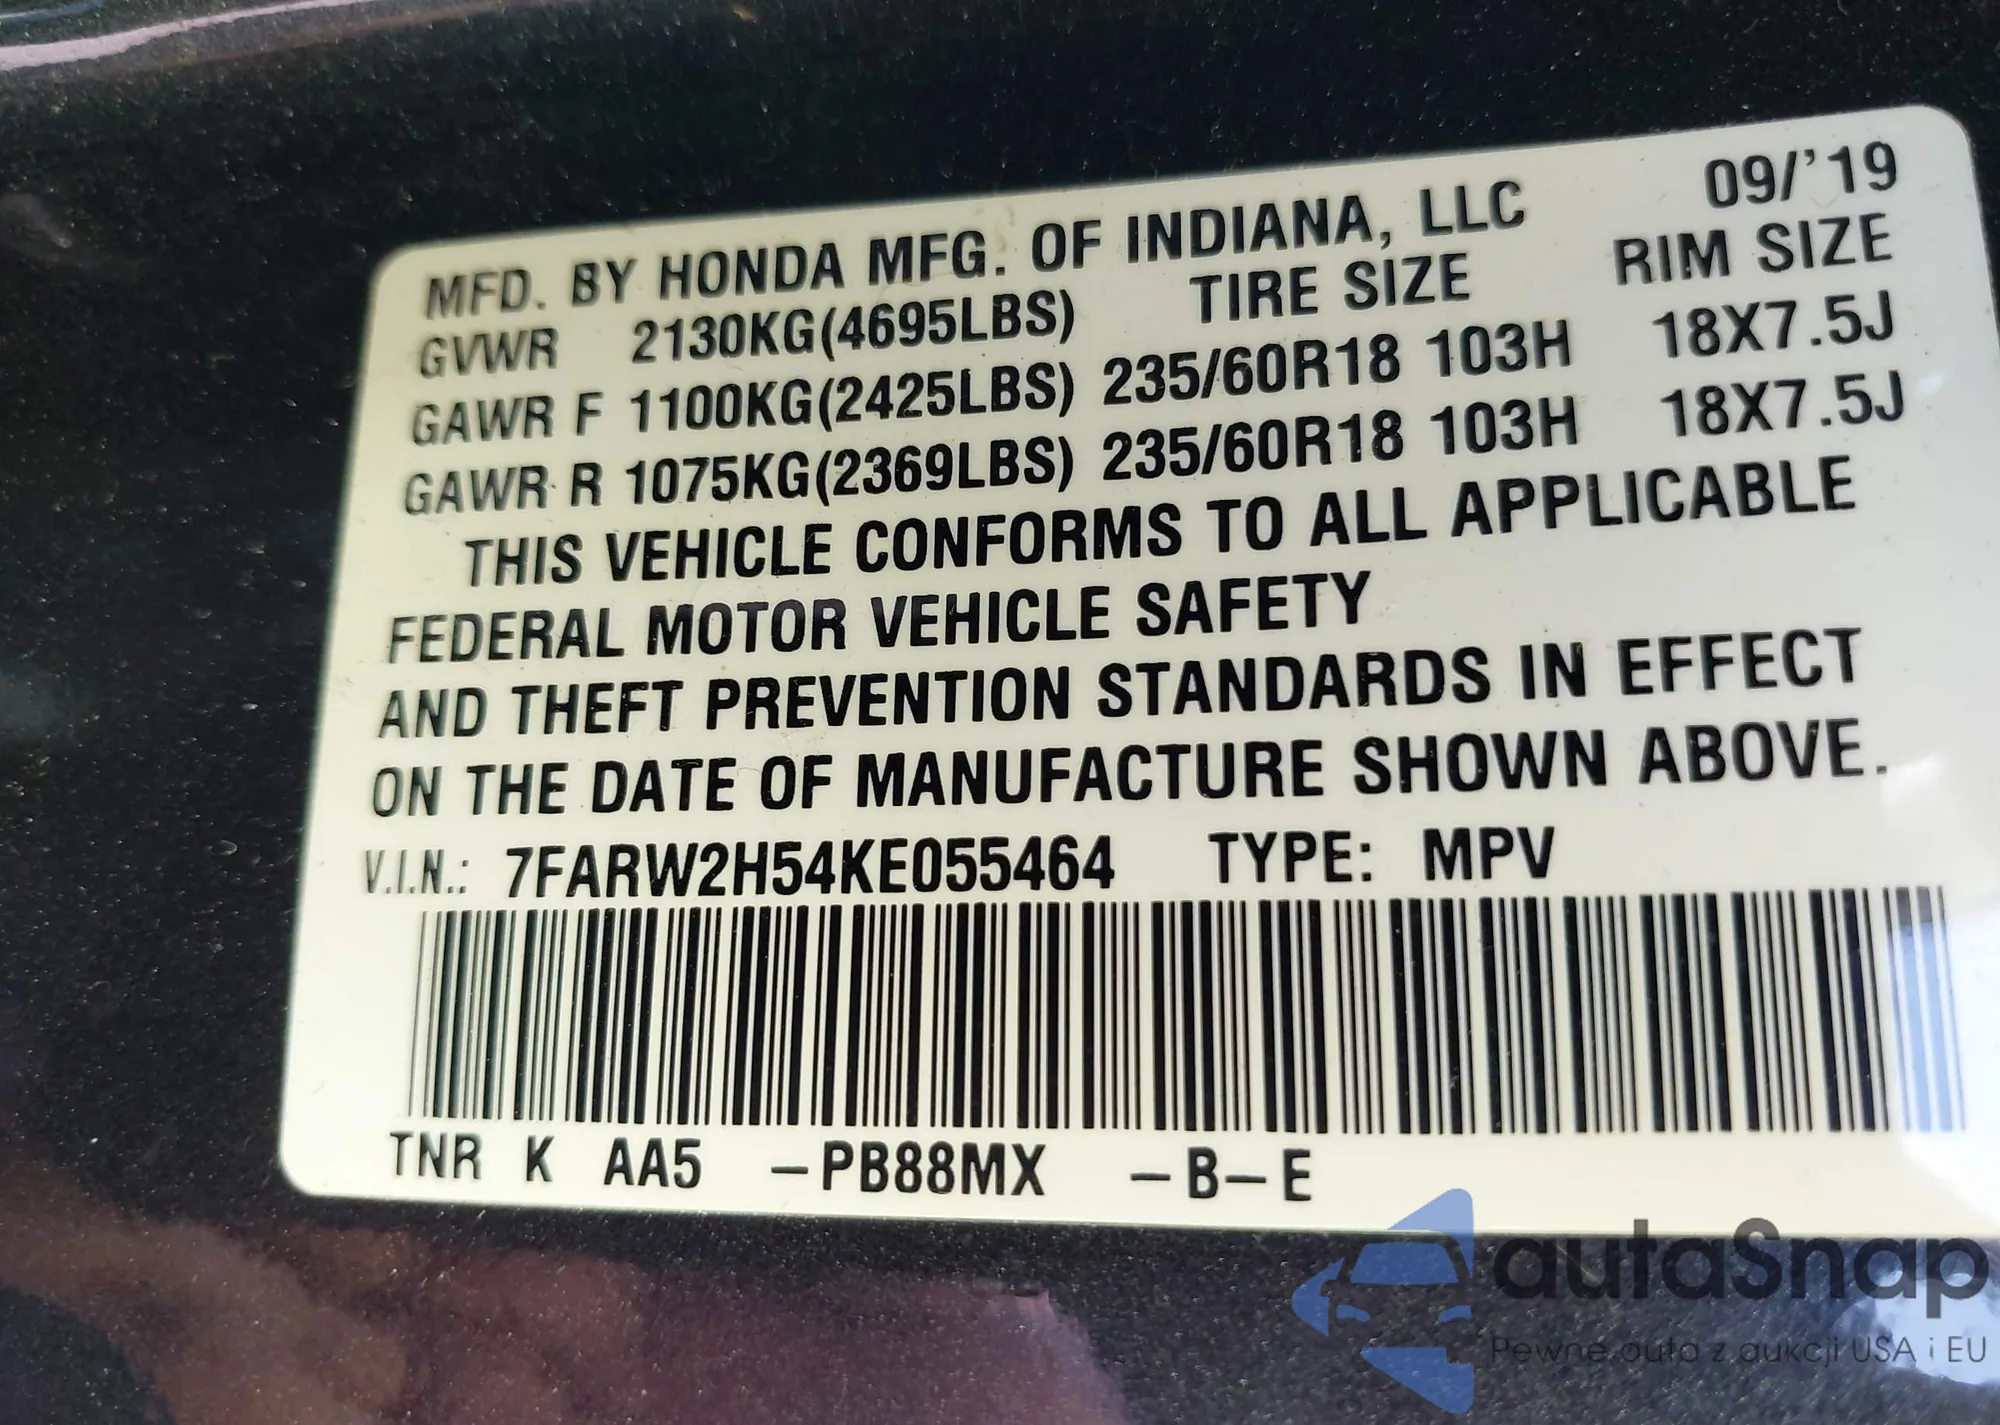 MFD. BY HONDA MFG. OF INDIANA, LLC 09/'19
GVWR 2130KG(4695LBS) TIRE SIZE RIM SIZE
GAWR F 1100KG(2425LBS) 235/60R18 103H 18X7.5J
GAWR R 1075KG(2369LBS) 235/60R18 103H 18X7.5J
THIS VEHICLE CONFORMS TO ALL APPLICABLE
FEDERAL MOTOR VEHICLE SAFETY
AND THEFT PREVENTION STANDARDS IN EFFECT
ON THE DATE OF MANUFACTURE SHOWN ABOVE.
V.I.N.: 7FARW2H54KE055464 TYPE: MPV
TNR K AA5 -PB88MX -B-E
autaSnap
Pewne auta z aukcji USA i EU